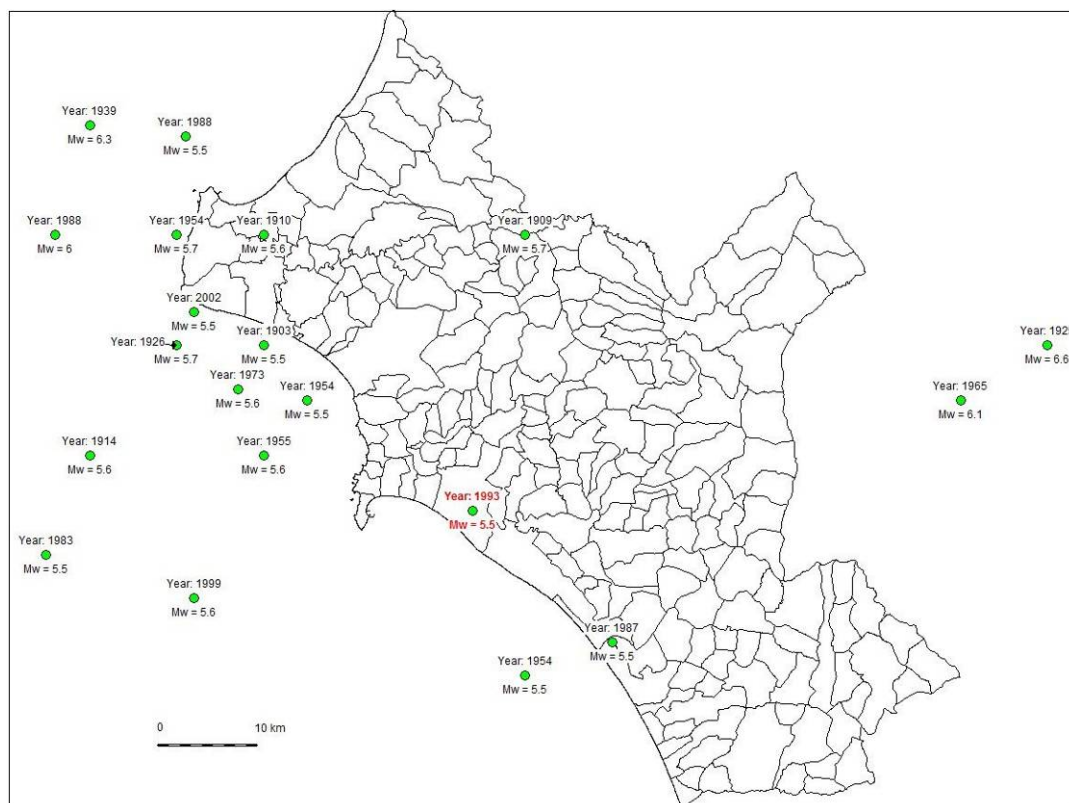 Year: 1939
Mw = 6.3
Year: 1988
Mw = 5.5
Year: 1988
Mw = 6
Year: 1954
Mw = 5.7
Year: 1910
Mw = 5.6
Year: 1909
Mw = 5.7
Year: 2002
Mw = 5.5
Year: 1926
Mw = 5.7
Year: 1903
Mw = 5.5
Year:
Mw = 6.6
Year: 1973
Mw = 5.6
Year: 1954
Mw = 5.5
Year: 1965
Mw = 6.1
Year: 1914
Mw = 5.6
Year: 1955
Mw = 5.6
Year: 1993
Mw = 5.5
Year: 1983
Mw = 5.5
Year: 1999
Mw = 5.6
Year: 1987
Mw = 5.5
Year: 1954
Mw = 5.5
0 10 km